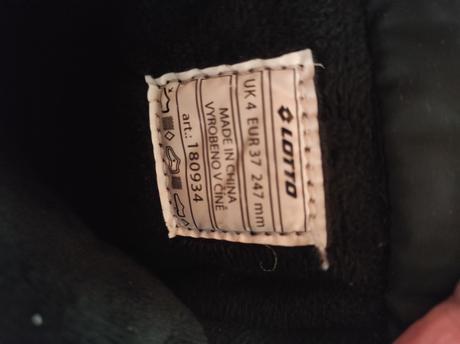 LOTTO
UK 4 EUR 37 247 mm
MADE IN CHINA
VYROBENO V ČÍNĚ
art.: 180934